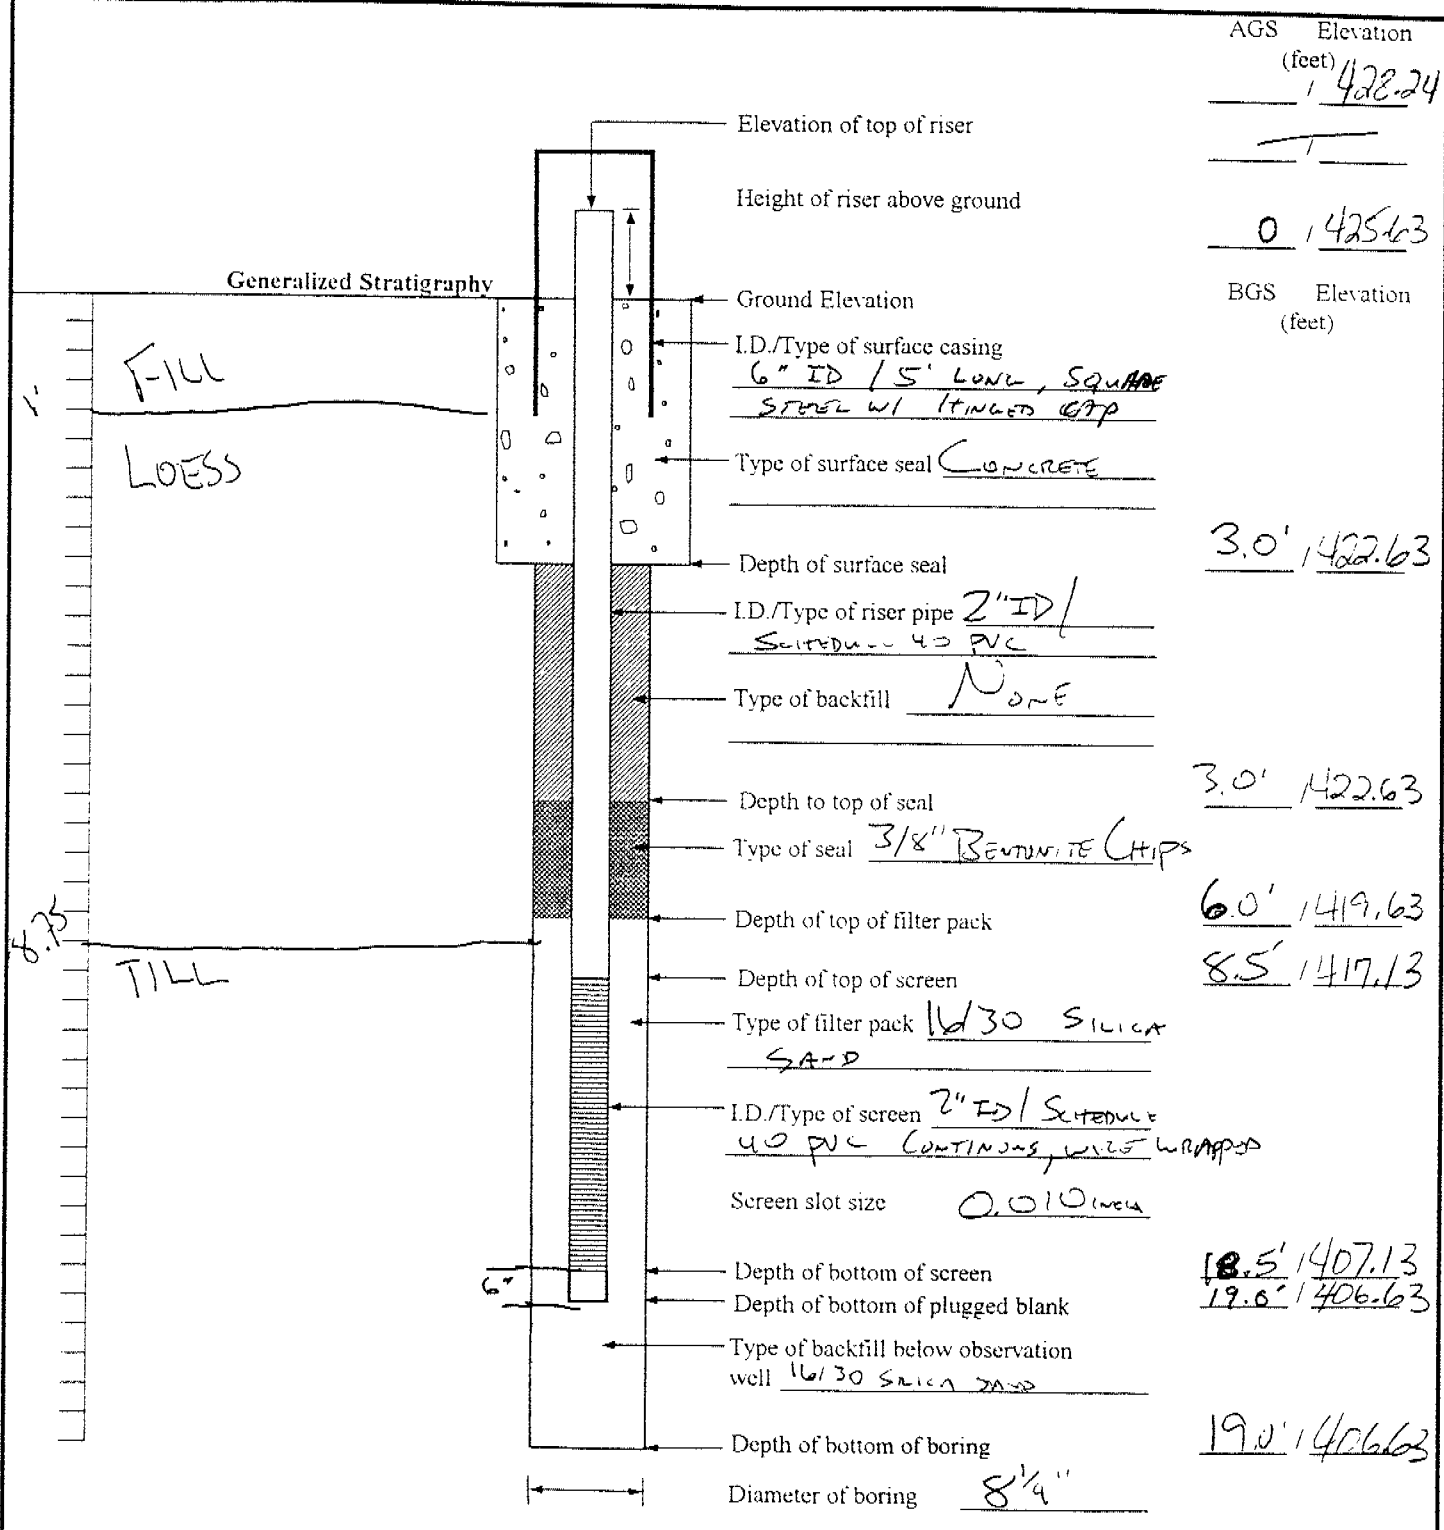 AGS Elevation
(feet)
428.24
Elevation of top of riser
Height of riser above ground
0 / 425.63
Generalized Stratigraphy
Ground Elevation
BGS Elevation
(feet)
I.D./Type of surface casing
6" ID / 5' LONG, SQUARE
STEEL W/ HINGED CAP
FILL
1'
LOESS
Type of surface seal CONCRETE
Depth of surface seal 3.0' / 422.63
I.D./Type of riser pipe 2" ID /
SCHEDULE 40 PVC
Type of backfill NONE
Depth to top of seal 3.0' / 422.63
Type of seal 3/8" BENTONITE CHIPS
Depth of top of filter pack 6.0' / 419.63
8.75
TILL
Depth of top of screen 8.5' / 417.13
Type of filter pack 16/30 SILICA
SAND
I.D./Type of screen 2" ID / SCHEDULE
40 PVC CONTINOUS, WIRE WRAPPED
Screen slot size 0.010 INCH
Depth of bottom of screen 18.5' / 407.13
6"
Depth of bottom of plugged blank 19.0' / 406.63
Type of backfill below observation
well 16/30 SILICA SAND
Depth of bottom of boring 19.0' / 406.63
Diameter of boring 8 1/4"